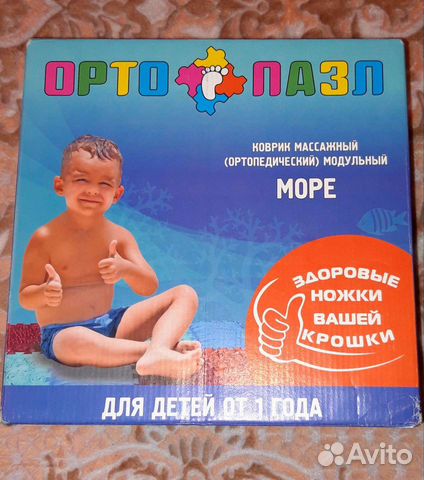 ОРТО ПАЗЛ
КОВРИК МАССАЖНЫЙ
(ОРТОПЕДИЧЕСКИЙ) МОДУЛЬНЫЙ
МОРЕ
ЗДОРОВЫЕ
НОЖКИ
ВАШЕЙ
КРОШКИ
ДЛЯ ДЕТЕЙ ОТ 1 ГОДА
Avito